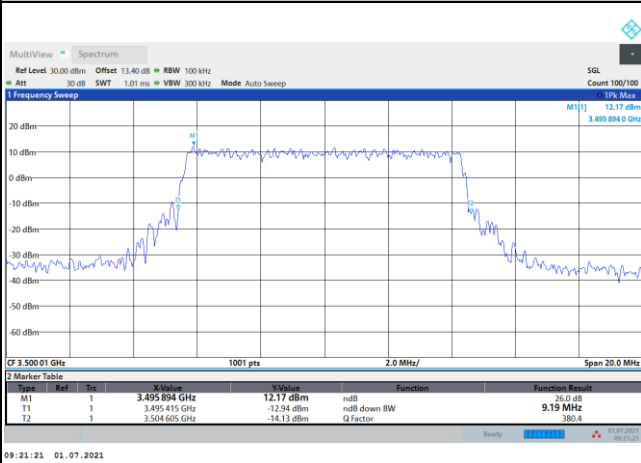 MultiView Spectrum
Ref Level 30.00 dBm Offset 13.40 dB RBW 100 kHz SGL
Att 30 dB SWT 1.01 ms VBW 300 kHz Mode Auto Sweep Count 100/100
1 Frequency Sweep 1Pk Max
M1[1] 12.17 dBm
3.495 894 0 GHz
20 dBm
M1
10 dBm
0 dBm
-10 dBm
T1
T2
-20 dBm
-30 dBm
-40 dBm
-50 dBm
-60 dBm
CF 3.500 01 GHz 1001 pts 2.0 MHz/ Span 20.0 MHz
2 Marker Table
Type Ref Trc X-Value Y-Value Function Function Result
M1 1 3.495 894 GHz 12.17 dBm ndB 26.0 dB
T1 1 3.495 415 GHz -12.94 dBm ndB down BW 9.19 MHz
T2 1 3.504 605 GHz -14.13 dBm Q Factor 380.4
Ready 01.07.2021
09:21:21
09:21:21 01.07.2021